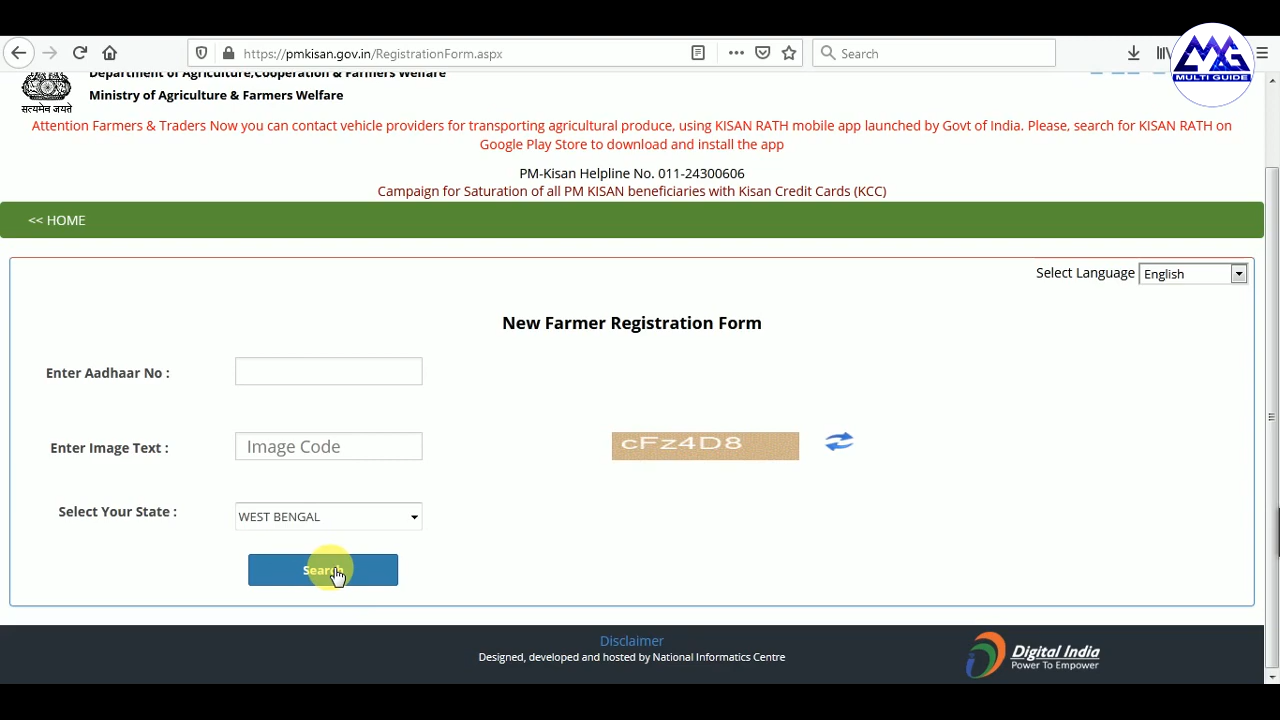 https://pmkisan.gov.in/RegistrationForm.aspx
Search
MULTI GUIDE
Department of Agriculture,Cooperation & Farmers Welfare
सत्यमेव जयते
Ministry of Agriculture & Farmers Welfare
Attention Farmers & Traders Now you can contact vehicle providers for transporting agricultural produce, using KISAN RATH mobile app launched by Govt of India. Please, search for KISAN RATH on
Google Play Store to download and install the app
PM-Kisan Helpline No. 011-24300606
Campaign for Saturation of all PM KISAN beneficiaries with Kisan Credit Cards (KCC)
<< HOME
Select Language English
New Farmer Registration Form
Enter Aadhaar No :
Enter Image Text : Image Code cFz4D8
Select Your State : WEST BENGAL
Search
Disclaimer
Designed, developed and hosted by National Informatics Centre
Digital India
Power To Empower